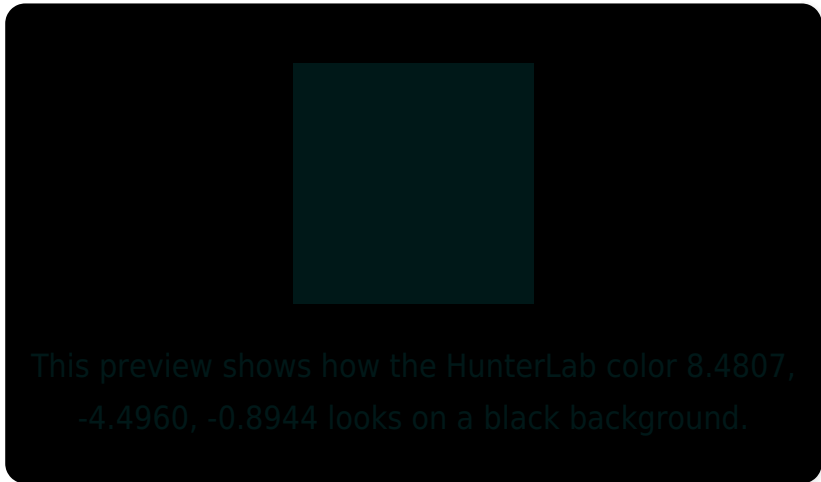 This preview shows how the HunterLab color 8.4807,
-4.4960, -0.8944 looks on a black background.